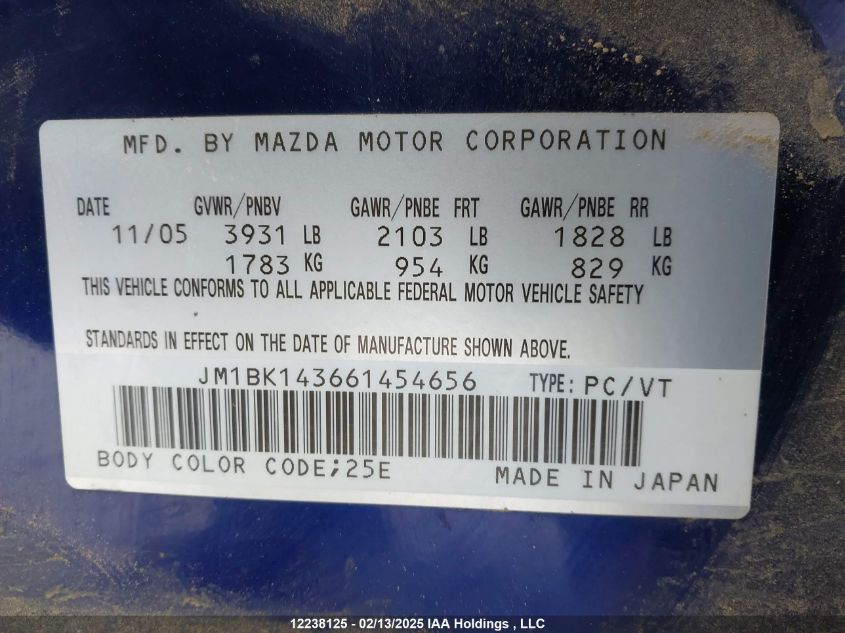 MFD. BY MAZDA MOTOR CORPORATION
DATE GVWR/PNBV GAWR/PNBE FRT GAWR/PNBE RR
11/05 3931 LB 2103 LB 1828 LB
1783 KG 954 KG 829 KG
THIS VEHICLE CONFORMS TO ALL APPLICABLE FEDERAL MOTOR VEHICLE SAFETY
STANDARDS IN EFFECT ON THE DATE OF MANUFACTURE SHOWN ABOVE.
JM1BK143661454656 TYPE: PC/VT
BODY COLOR CODE;25E MADE IN JAPAN
12238125 - 02/13/2025 IAA Holdings , LLC